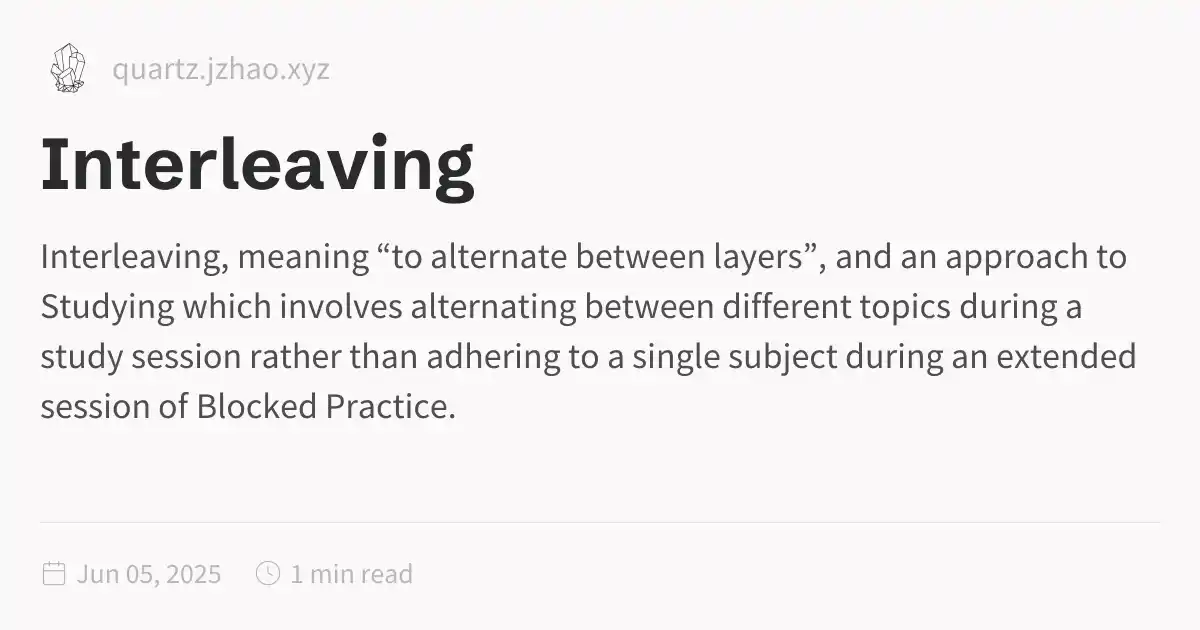 quartz.jzhao.xyz
Interleaving
Interleaving, meaning “to alternate between layers”, and an approach to
Studying which involves alternating between different topics during a
study session rather than adhering to a single subject during an extended
session of Blocked Practice.
Jun 05, 2025 1 min read